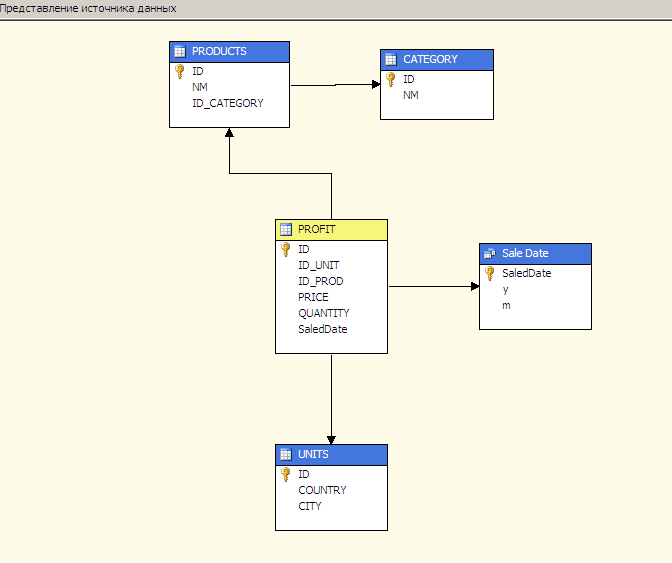 Представление источника данных
PRODUCTS
ID
NM
ID_CATEGORY
CATEGORY
ID
NM
PROFIT
ID
ID_UNIT
ID_PROD
PRICE
QUANTITY
SaledDate
Sale Date
SaledDate
y
m
UNITS
ID
COUNTRY
CITY